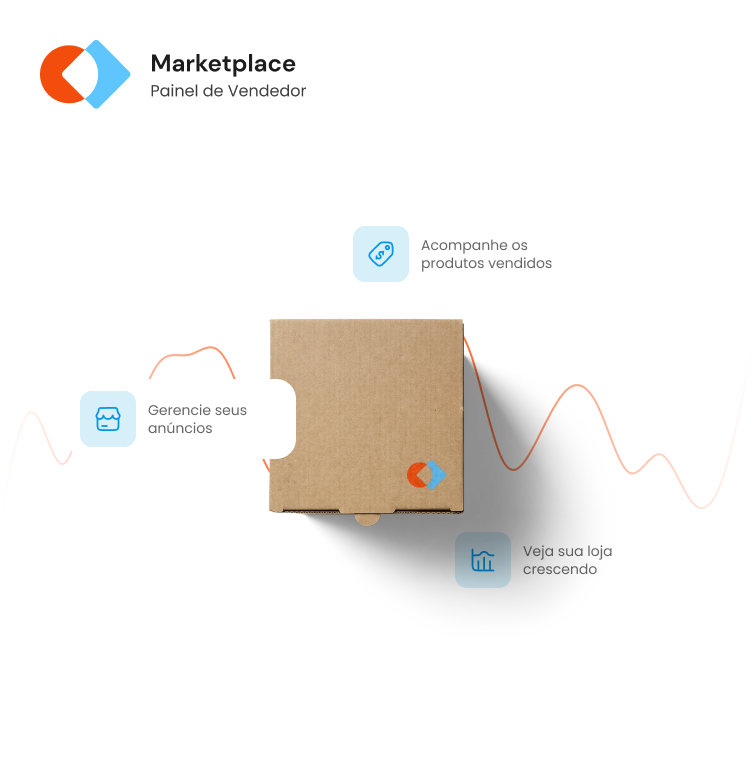 Marketplace
Painel de Vendedor
Acompanhe os
produtos vendidos
Gerencie seus
anúncios
Veja sua loja
crescendo